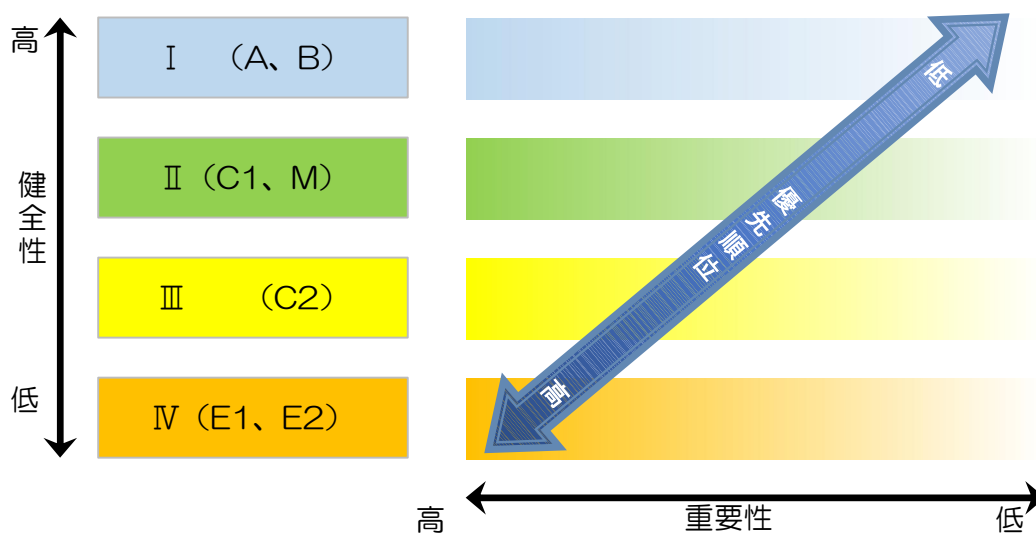 高
健全性
低
Ⅰ　（A、B）
Ⅱ（C1、M）
Ⅲ　　（C2）
Ⅳ（E1、E2）
低
優先順位
高
高
重要性
低